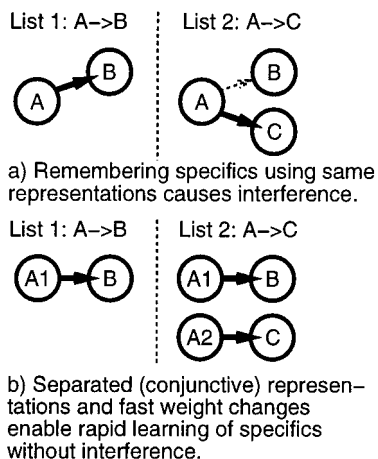 List 1: A->B List 2: A->C
B B
A A
C
a) Remembering specifics using same
representations causes interference.
List 1: A->B List 2: A->C
A1 B A1 B
A2 C
b) Separated (conjunctive) represen-
tations and fast weight changes
enable rapid learning of specifics
without interference.